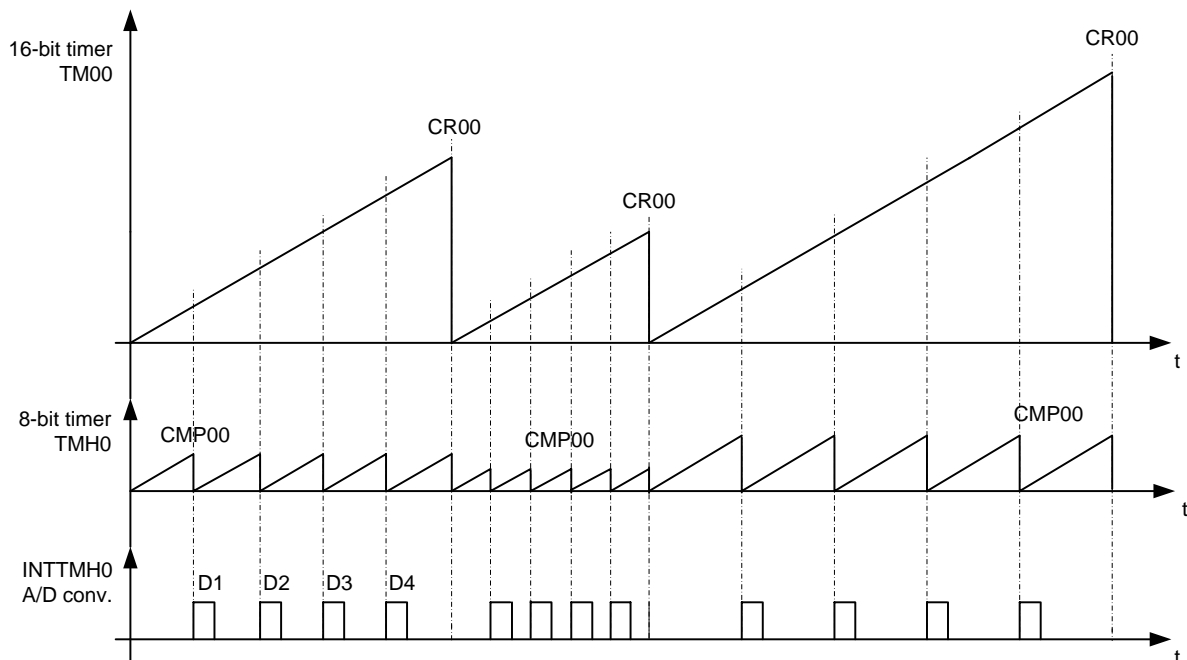 16-bit timer
TM00
CR00
CR00
CR00
t
8-bit timer
TMH0
CMP00
CMP00
CMP00
t
INTTMH0
A/D conv.
D1
D2
D3
D4
t